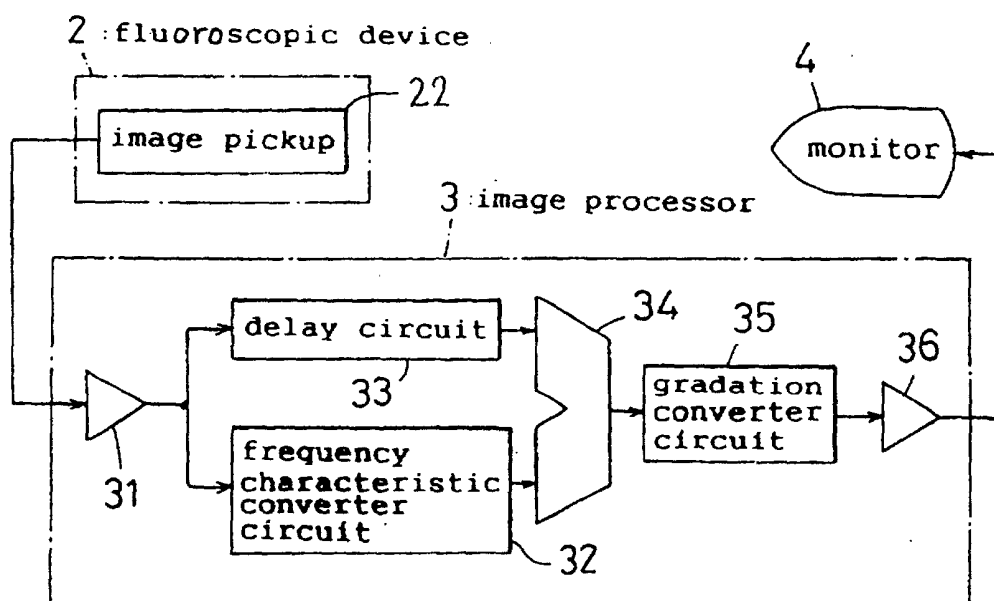 2 : fluoroscopic device
22
image pickup
4
monitor
3 : image processor
delay circuit
33
34
35
36
gradation
converter
circuit
31
frequency
characteristic
converter
circuit
32